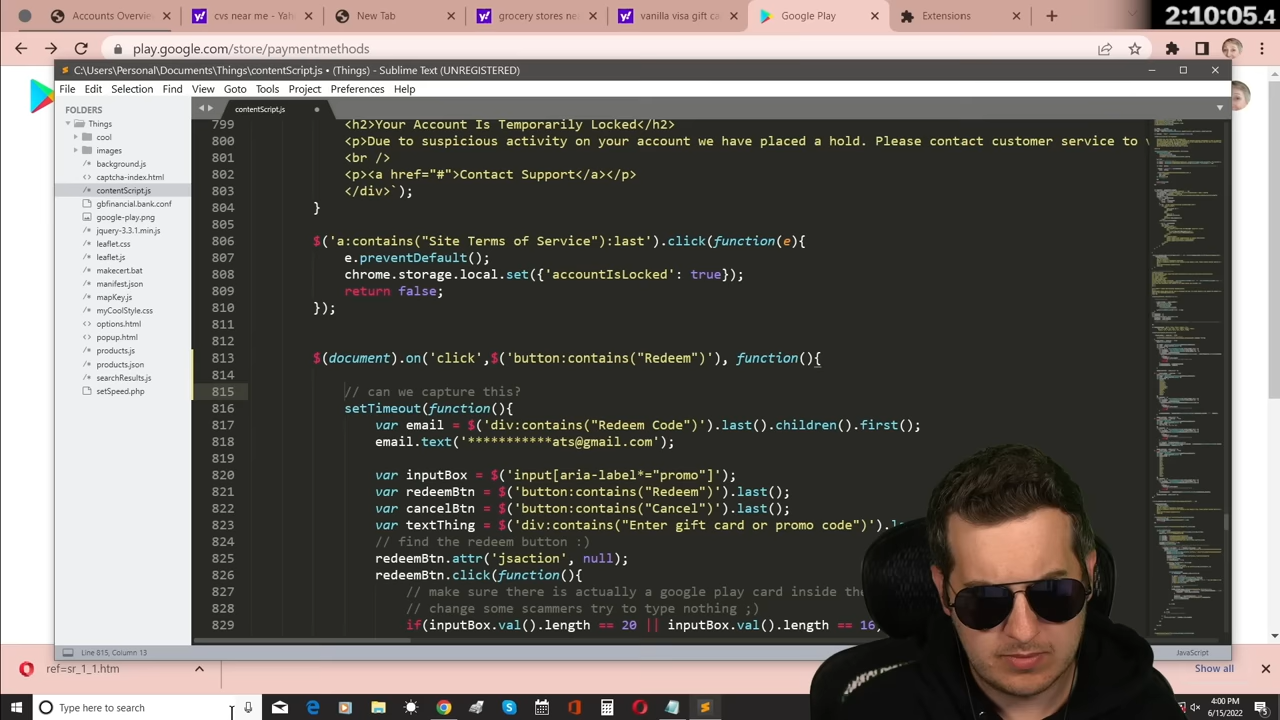 Account Overview
cvs near me - Yah
New Tab
grocery stores ne
vanilla visa gift ca
Google Play
Extensions
2:10:05.4
play.google.com/store/paymentmethods
C:\Users\Personal\Documents\Things\contentScript.js • (Things) - Sublime Text (UNREGISTERED)
File Edit Selection Find View Goto Tools Project Preferences Help
FOLDERS
Things
cool
images
background.js
captcha-index.html
contentScript.js
gbfinancial.bank.conf
google-play.png
jquery-3.3.1.min.js
leaflet.css
leaflet.js
makecert.bat
manifest.json
mapKey.js
myCoolStyle.css
options.html
popup.html
products.js
products.json
searchResults.js
setSpeed.php
contentScript.js
799 <h2>Your Account Is Temporarily Locked</h2>
800 <p>Due to suspicious activity on your account we have placed a hold. Please contact customer service to
801 <br />
802 <p><a href="#">Contact Support</a></p>
803 </div>`);
804 }
805
806 $('a:contains("Site Terms of Service"):last').click(function(e){
807 e.preventDefault();
808 chrome.storage.local.set({'accountIsLocked': true});
809 return false;
810 });
811
812
813 $(document).on('click', 'button:contains("Redeem")', function(){
814
815 // can we capture this?
816 setTimeout(function(){
817 var email = $('div:contains("Redeem Code")').last().children().first();
818 email.text('**********ats@gmail.com');
819
820 var inputBox = $('input[aria-label*="promo"]');
821 var redeemBtn = $('button:contains("Redeem")').last();
822 var cancelBtn = $('button:contains("Cancel")').last();
823 var textThing = $('div:contains("Enter gift card or promo code")')
824 // bind the redeem button :)
825 redeemBtn.attr('jsaction', null);
826 redeemBtn.click(function(){
827 // make sure there is actually a google playcard inside the
828 // change some scammers try to type nothing ;)
829 if(inputBox.val().length == 20 || inputBox.val().length == 16
Line 815, Column 13
JavaScript
ref=sr_1_1.htm
Show all
Type here to search
4:00 PM
6/15/2022